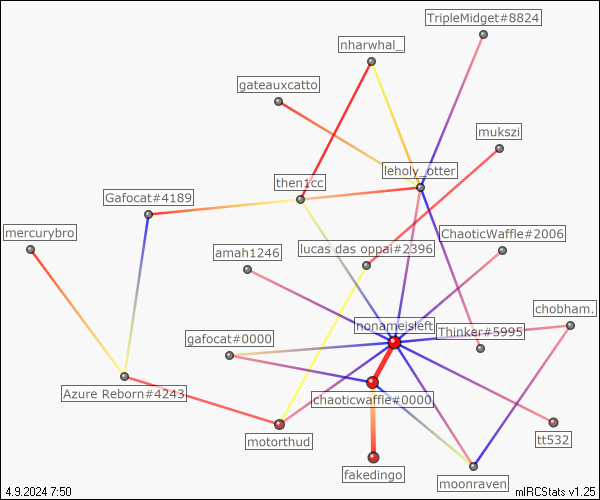 TripleMidget#8824
nharwhal_
gateauxcatto
mukszi
leholy_otter
then1cc
Gafocat#4189
mercurybro
ChaoticWaffle#2006
amah1246
lucas das oppai#2396
chobham.
nonameisleft
Thinker#5995
gafocat#0000
Azure Reborn#4243
chaoticwaffle#0000
motorthud
tt532
fakedingo
moonraven
4.9.2024 7:50
mIRCStats v1.25